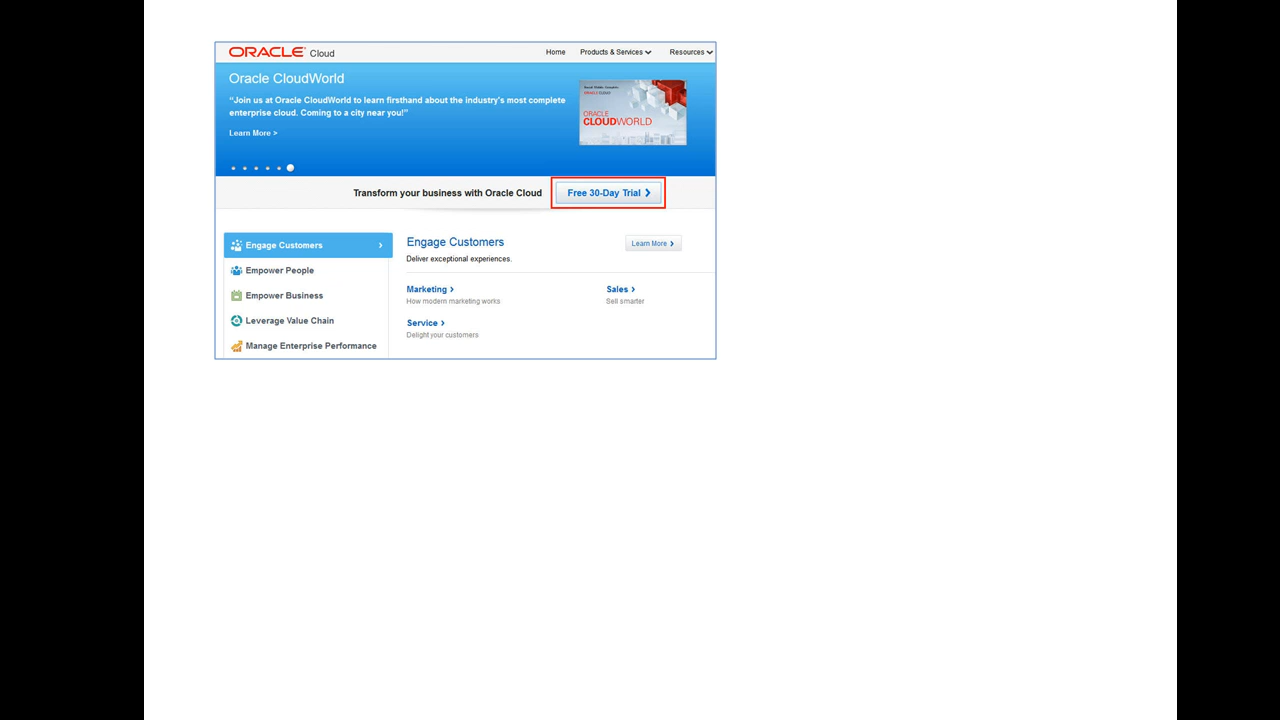 ORACLE Cloud
Home Products & Services Resources
Oracle CloudWorld
“Join us at Oracle CloudWorld to learn firsthand about the industry's most complete
enterprise cloud. Coming to a city near you!”
Learn More >
ORACLE
CLOUDWORLD
Transform your business with Oracle Cloud
Free 30-Day Trial
Engage Customers
Empower People
Empower Business
Leverage Value Chain
Manage Enterprise Performance
Engage Customers
Learn More
Deliver exceptional experiences.
Marketing
How modern marketing works
Sales
Sell smarter
Service
Delight your customers